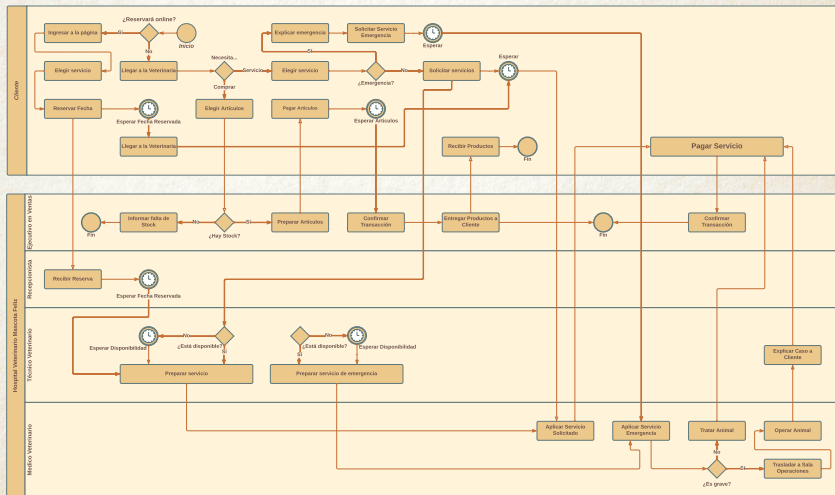 ¿Reservará online?
Ingresar a la página
Si
Inicio
No
Explicar emergencia
Solicitar Servicio
Emergencia
Esperar
Si
Necesita...
Esperar
Elegir servicio
Llegar a la Veterinaria
Servicio
Elegir servicio
No
Solicitar servicios
¿Emergencia?
Comprar
Cliente
Reservar Fecha
Esperar Fecha Reservada
Elegir Artículos
Pagar Artículos
Esperar Artículos
Llegar a la Veterinaria
Recibir Productos
Fin
Pagar Servicio
Hospital Veterinario Mascota Feliz
Ejecutivo en Ventas
Fin
Informar falta de
Stock
No
¿Hay Stock?
Si
Preparar Artículos
Confirmar
Transacción
Entregar Productos a
Cliente
Fin
Confirmar
Transacción
Recepcionista
Recibir Reserva
Esperar Fecha Reservada
Técnico Veterinario
Esperar Disponibilidad
No
¿Está disponible?
Si
No
¿Está disponible?
Si
Esperar Disponibilidad
Preparar servicio
Preparar servicio de emergencia
Explicar Caso a
Cliente
Médico Veterinario
Aplicar Servicio
Solicitado
Aplicar Servicio
Emergencia
Tratar Animal
Operar Animal
No
¿Es grave?
Si
Trasladar a Sala
Operaciones